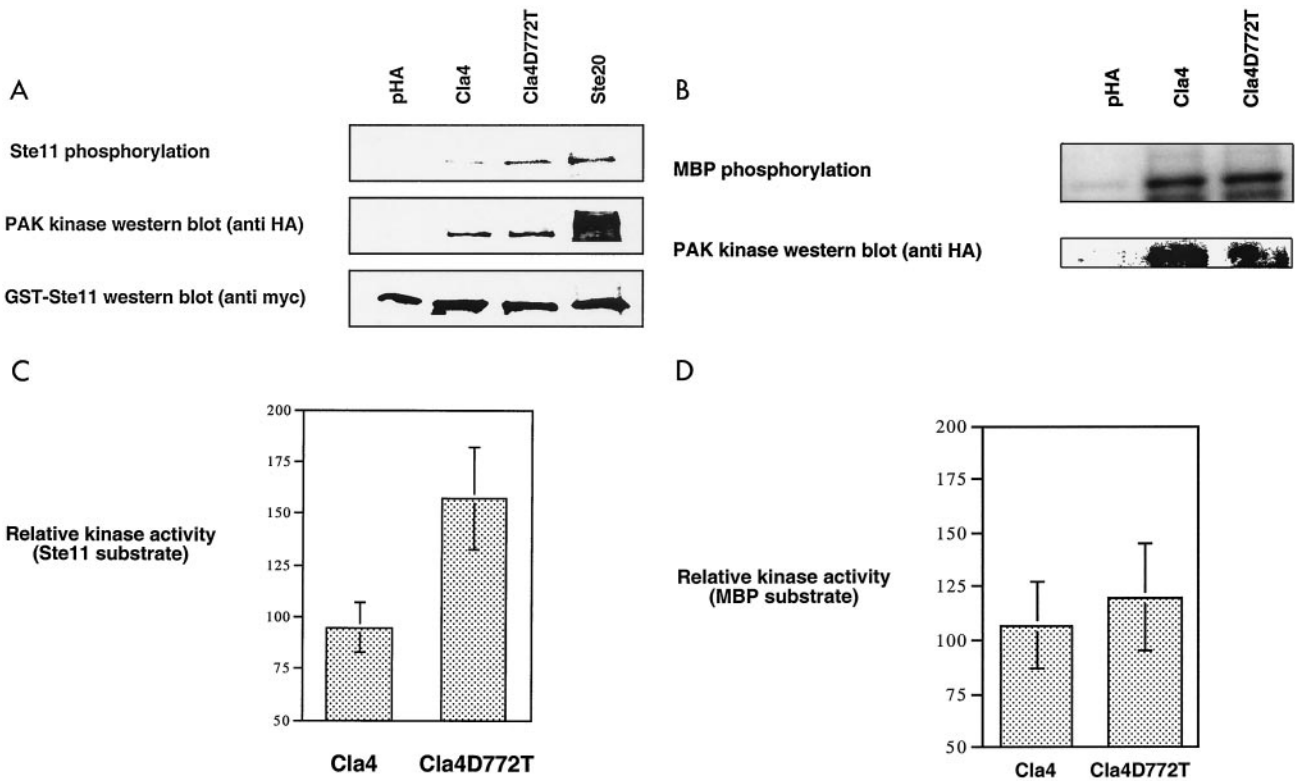 A
pHA
Cla4
Cla4D772T
Ste20
Ste11 phosphorylation
PAK kinase western blot (anti HA)
GST-Ste11 western blot (anti myc)
B
pHA
Cla4
Cla4D772T
MBP phosphorylation
PAK kinase western blot (anti HA)
C
Relative kinase activity
(Ste11 substrate)
200
175
150
125
100
75
50
Cla4
Cla4D772T
D
Relative kinase activity
(MBP substrate)
200
175
150
125
100
75
50
Cla4
Cla4D772T